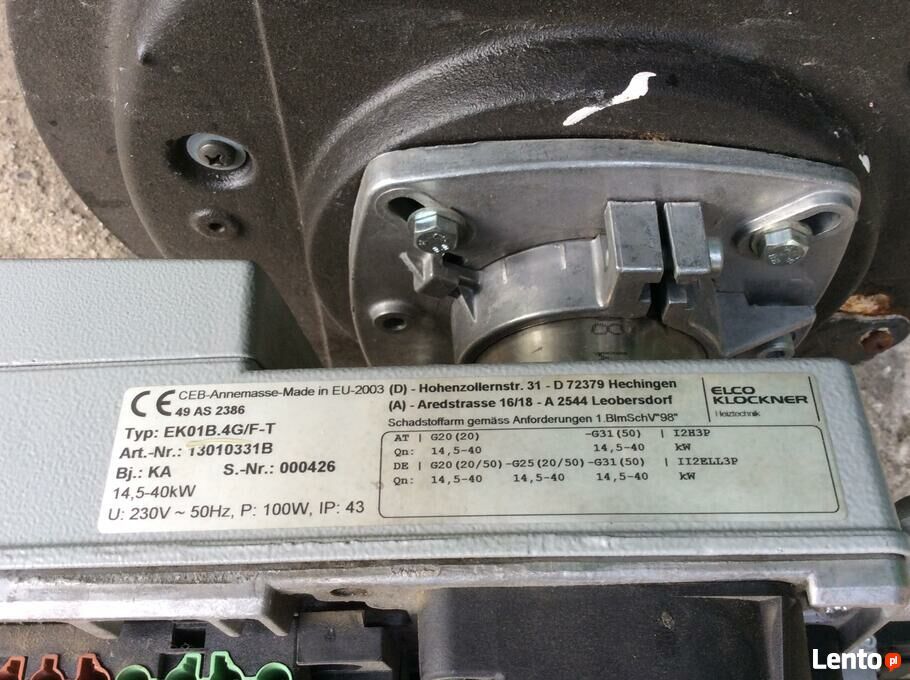 CE CEB-Annemasse-Made in EU-2003
49 AS 2386
Typ: EK01B.4G/F-T
Art.-Nr.: 13010331B
Bj.: KA S.-Nr.: 000426
14,5-40kW
U: 230V ~ 50Hz, P: 100W, IP: 43
(D) - Hohenzollernstr. 31 - D 72379 Hechingen
(A) - Aredstrasse 16/18 - A 2544 Leobersdorf
Schadstoffarm gemäss Anforderungen 1.BlmSchV"98"
AT | G20(20) -G31(50) | I2H3P
Qn: 14,5-40 14,5-40 kW
DE | G20(20/50)-G25(20/50)-G31(50) | II2ELL3P
Qn: 14,5-40 14,5-40 14,5-40 kW
ELCO
KLOCKNER
Heiztechnik
Lento.pl